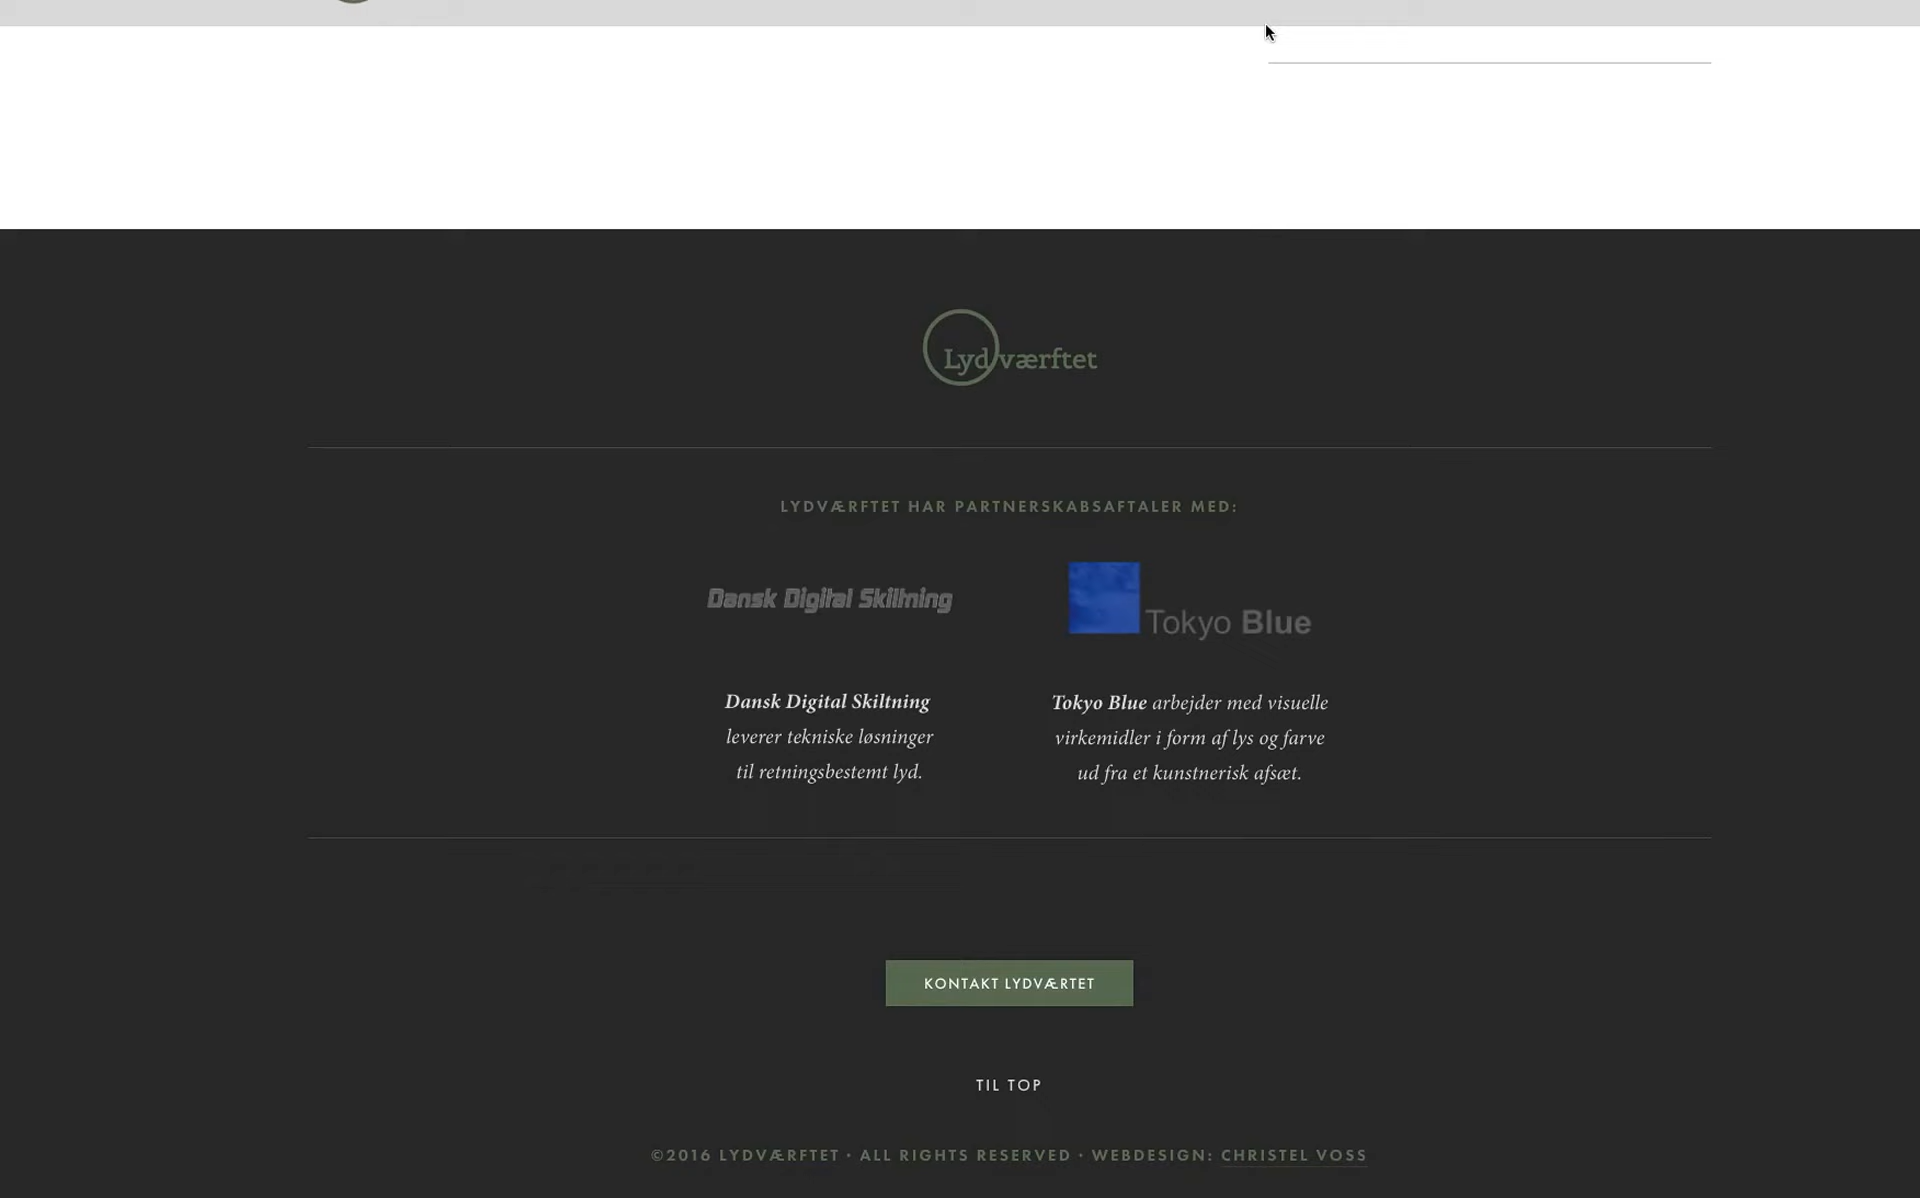 Lydværftet
LYDVÆRFTET HAR PARTNERSKABSAFTALER MED:
Dansk Digital Skiltning
Tokyo Blue
Dansk Digital Skiltning
leverer tekniske løsninger
til retningsbestemt lyd.
Tokyo Blue arbejder med visuelle
virkemidler i form af lys og farve
ud fra et kunstnerisk afsæt.
KONTAKT LYDVÆRTET
TIL TOP
©2016 LYDVÆRFTET · ALL RIGHTS RESERVED · WEBDESIGN: CHRISTEL VOSS